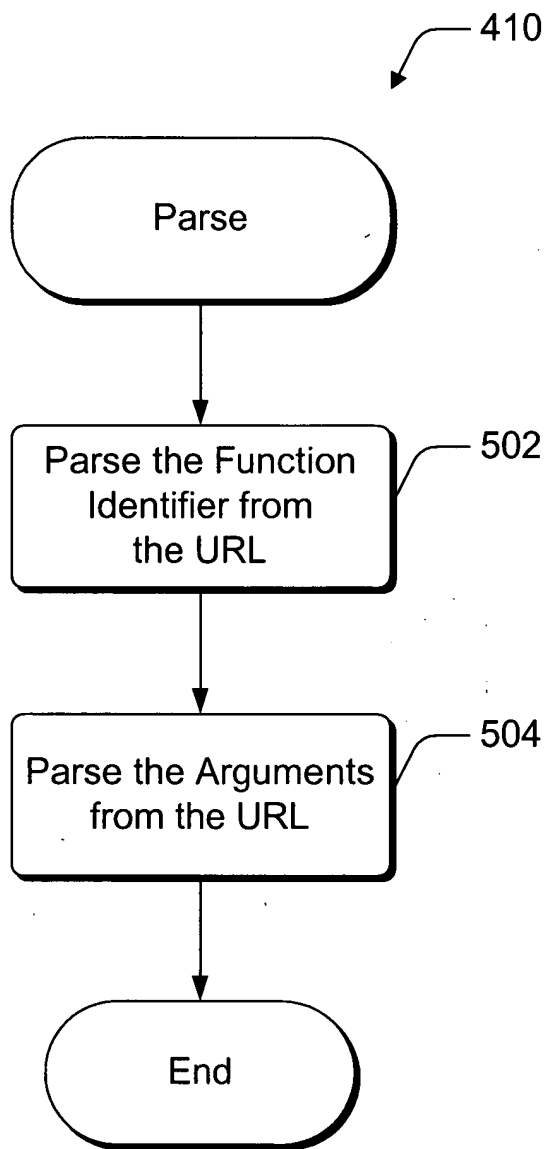 410
Parse
Parse the Function
Identifier from
the URL
502
Parse the Arguments
from the URL
504
End